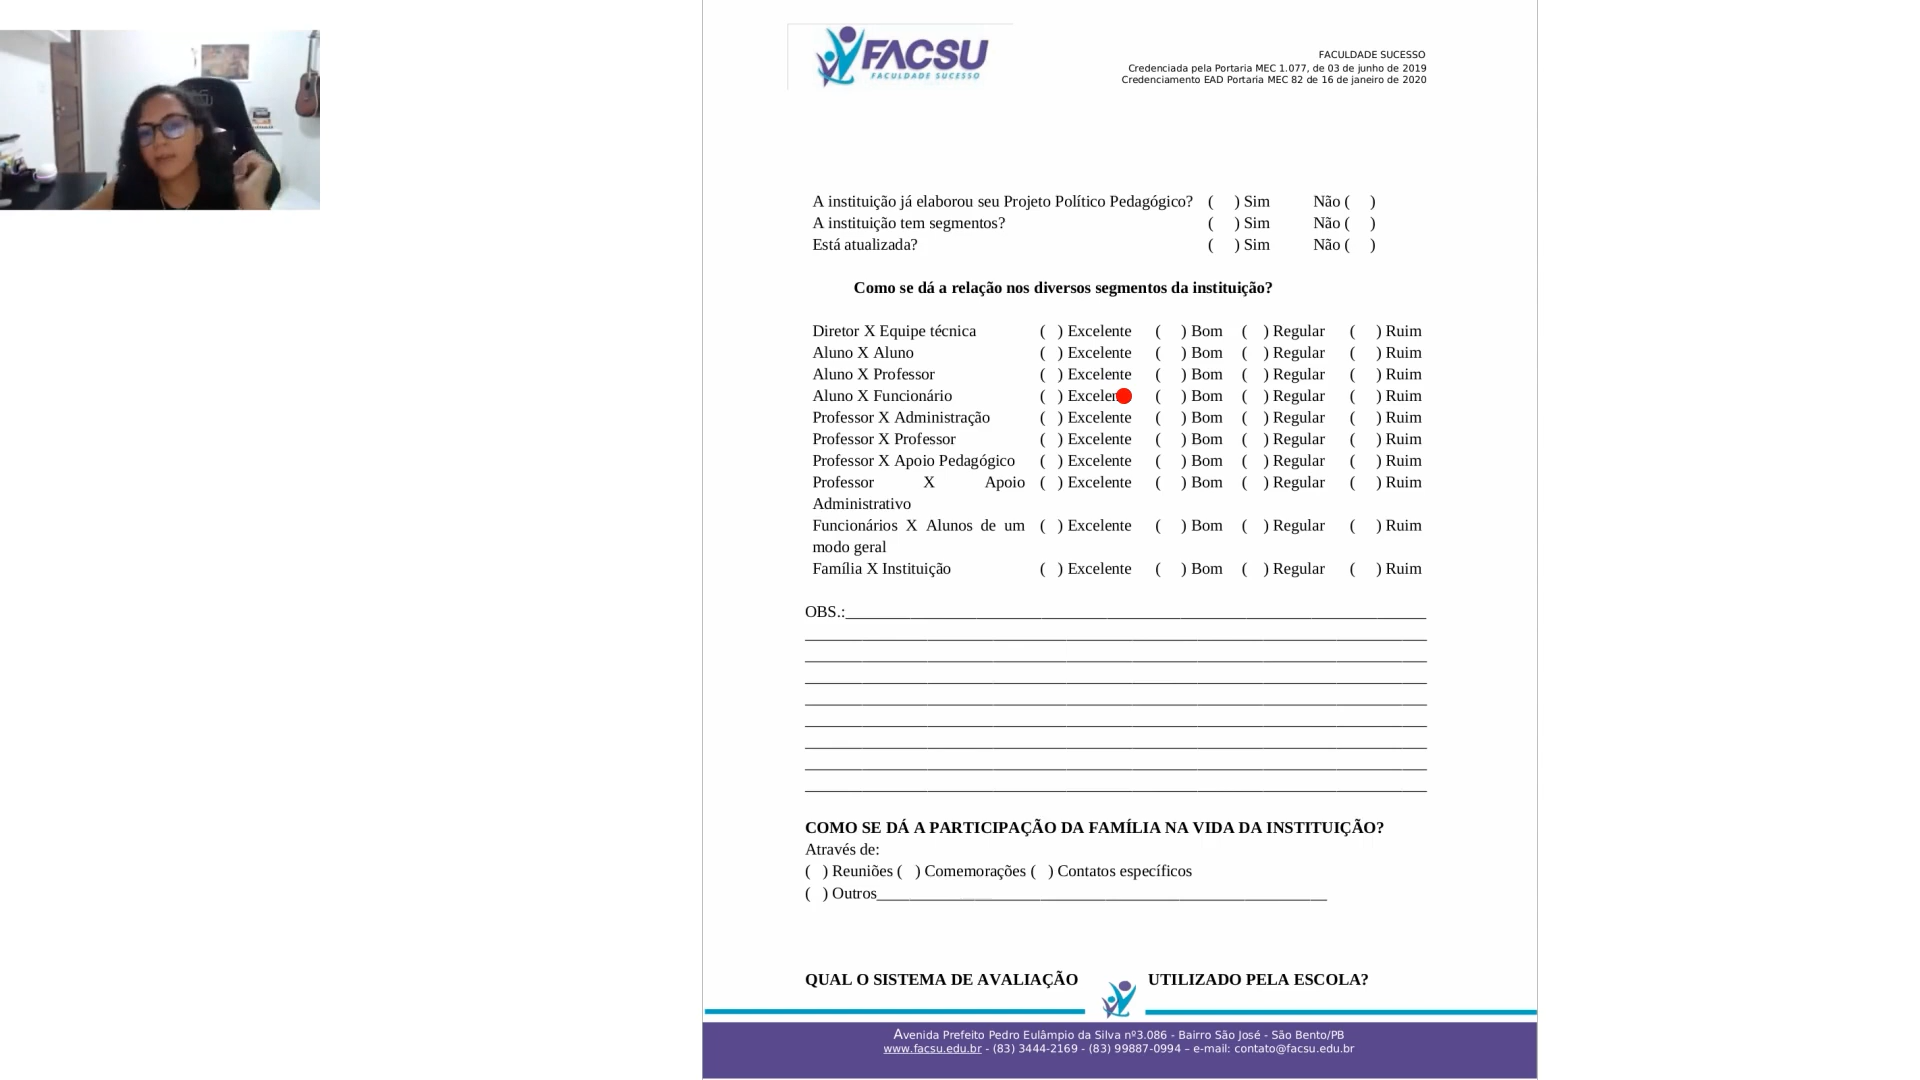 FACSU
FACULDADE SUCESSO
FACULDADE SUCESSO
Credenciada pela Portaria MEC 1.077, de 03 de junho de 2019
Credenciamento EAD Portaria MEC 82 de 16 de janeiro de 2020
A instituição já elaborou seu Projeto Político Pedagógico? ( ) Sim Não ( )
A instituição tem segmentos? ( ) Sim Não ( )
Está atualizada? ( ) Sim Não ( )
Como se dá a relação nos diversos segmentos da instituição?
Diretor X Equipe técnica ( ) Excelente ( ) Bom ( ) Regular ( ) Ruim
Aluno X Aluno ( ) Excelente ( ) Bom ( ) Regular ( ) Ruim
Aluno X Professor ( ) Excelente ( ) Bom ( ) Regular ( ) Ruim
Aluno X Funcionário ( ) Excelente ( ) Bom ( ) Regular ( ) Ruim
Professor X Administração ( ) Excelente ( ) Bom ( ) Regular ( ) Ruim
Professor X Professor ( ) Excelente ( ) Bom ( ) Regular ( ) Ruim
Professor X Apoio Pedagógico ( ) Excelente ( ) Bom ( ) Regular ( ) Ruim
Professor X Apoio ( ) Excelente ( ) Bom ( ) Regular ( ) Ruim
Administrativo
Funcionários X Alunos de um ( ) Excelente ( ) Bom ( ) Regular ( ) Ruim
modo geral
Família X Instituição ( ) Excelente ( ) Bom ( ) Regular ( ) Ruim
OBS.:
COMO SE DÁ A PARTICIPAÇÃO DA FAMÍLIA NA VIDA DA INSTITUIÇÃO?
Através de:
( ) Reuniões ( ) Comemorações ( ) Contatos específicos
( ) Outros
QUAL O SISTEMA DE AVALIAÇÃO UTILIZADO PELA ESCOLA?
Avenida Prefeito Pedro Eulâmpio da Silva nº3.086 - Bairro São José - São Bento/PB
www.facsu.edu.br - (83) 3444-2169 - (83) 99887-0994 – e-mail: contato@facsu.edu.br